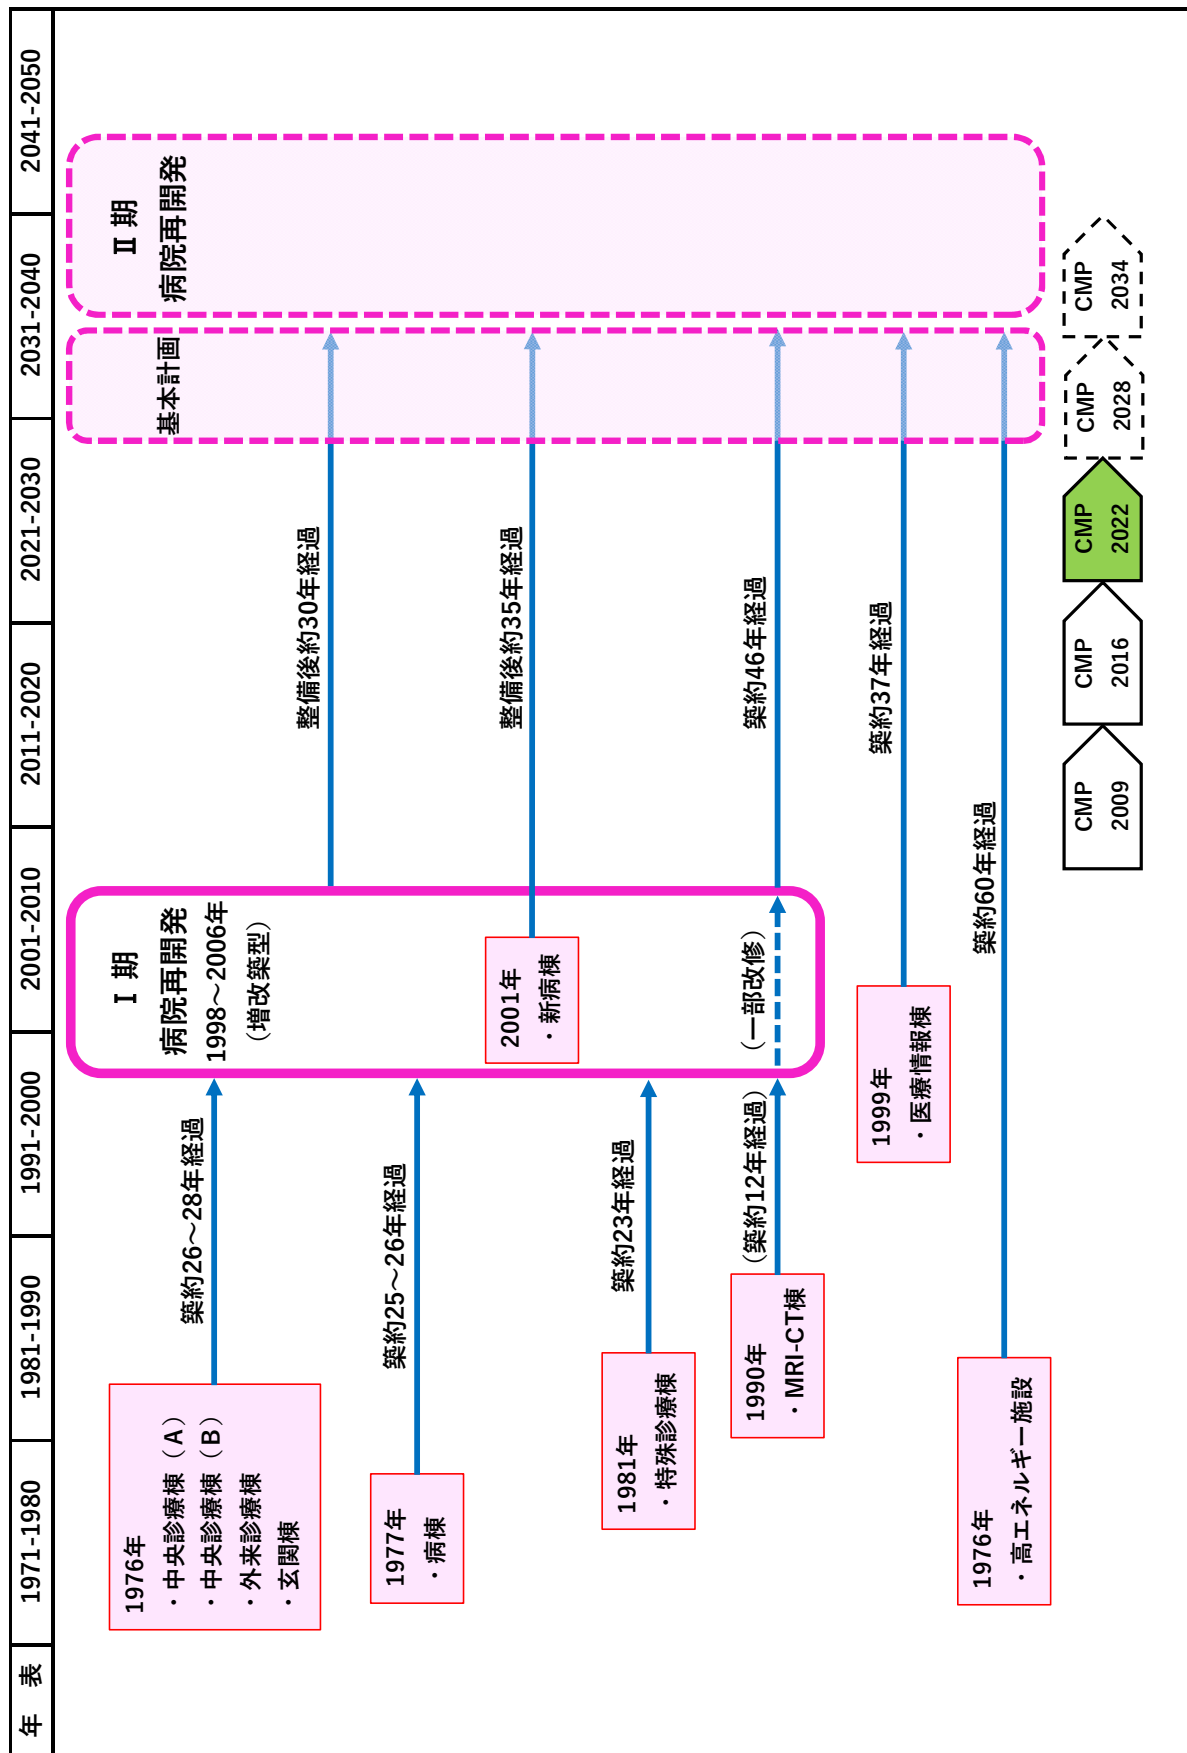 年 表
1971-1980
1981-1990
1991-2000
2001-2010
2011-2020
2021-2030
2031-2040
2041-2050
1976年
・中央診療棟（A）
・中央診療棟（B）
・外来診療棟
・玄関棟
築約26～28年経過
Ⅰ 期
病院再開発
1998～2006年
（増改築型）
整備後約30年経過
基本計画
Ⅱ 期
病院再開発
1977年
・病棟
築約25～26年経過
2001年
・新病棟
整備後約35年経過
1981年
・特殊診療棟
築約23年経過
1990年
・MRI-CT棟
（築約12年経過）
（一部改修）
築約46年経過
1999年
・医療情報棟
築約37年経過
1976年
・高エネルギー施設
築約60年経過
CMP
2009
CMP
2016
CMP
2022
CMP
2028
CMP
2034